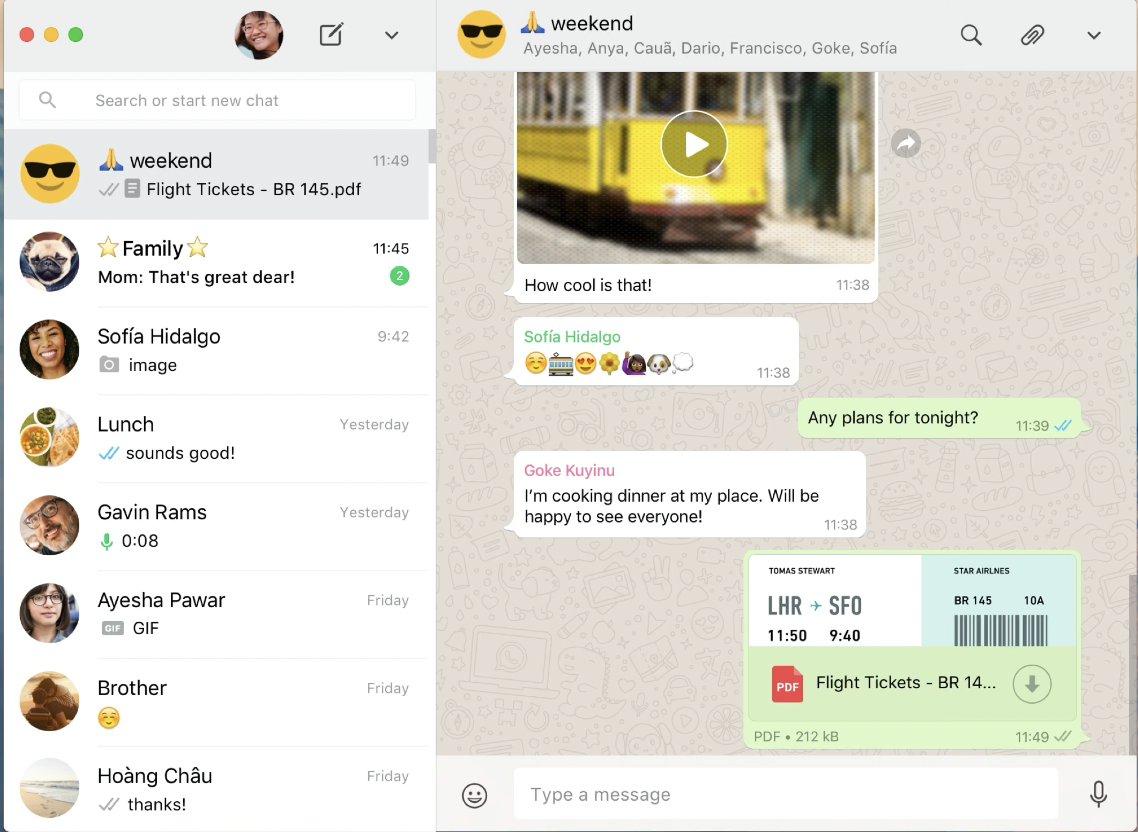 Search or start new chat
🙏 weekend
11:49
Flight Tickets - BR 145.pdf
⭐Family⭐
11:45
Mom: That's great dear!
2
Sofía Hidalgo
9:42
image
Lunch
Yesterday
sounds good!
Gavin Rams
Yesterday
0:08
Ayesha Pawar
Friday
GIF GIF
Brother
Friday
☺️
Hoàng Châu
Friday
thanks!
🙏 weekend
Ayesha, Anya, Cauã, Dario, Francisco, Goke, Sofía
How cool is that!
11:38
Sofía Hidalgo
☺️🚋😍🌻🙋🏾‍♀️🐶💭
11:38
Any plans for tonight?
11:39
Goke Kuyinu
I’m cooking dinner at my place. Will be
happy to see everyone!
11:38
TOMAS STEWART
STAR AIRLNES
LHR ✈ SFO
BR 145 10A
11:50 9:40
PDF
Flight Tickets - BR 14...
PDF • 212 kB
11:49
Type a message